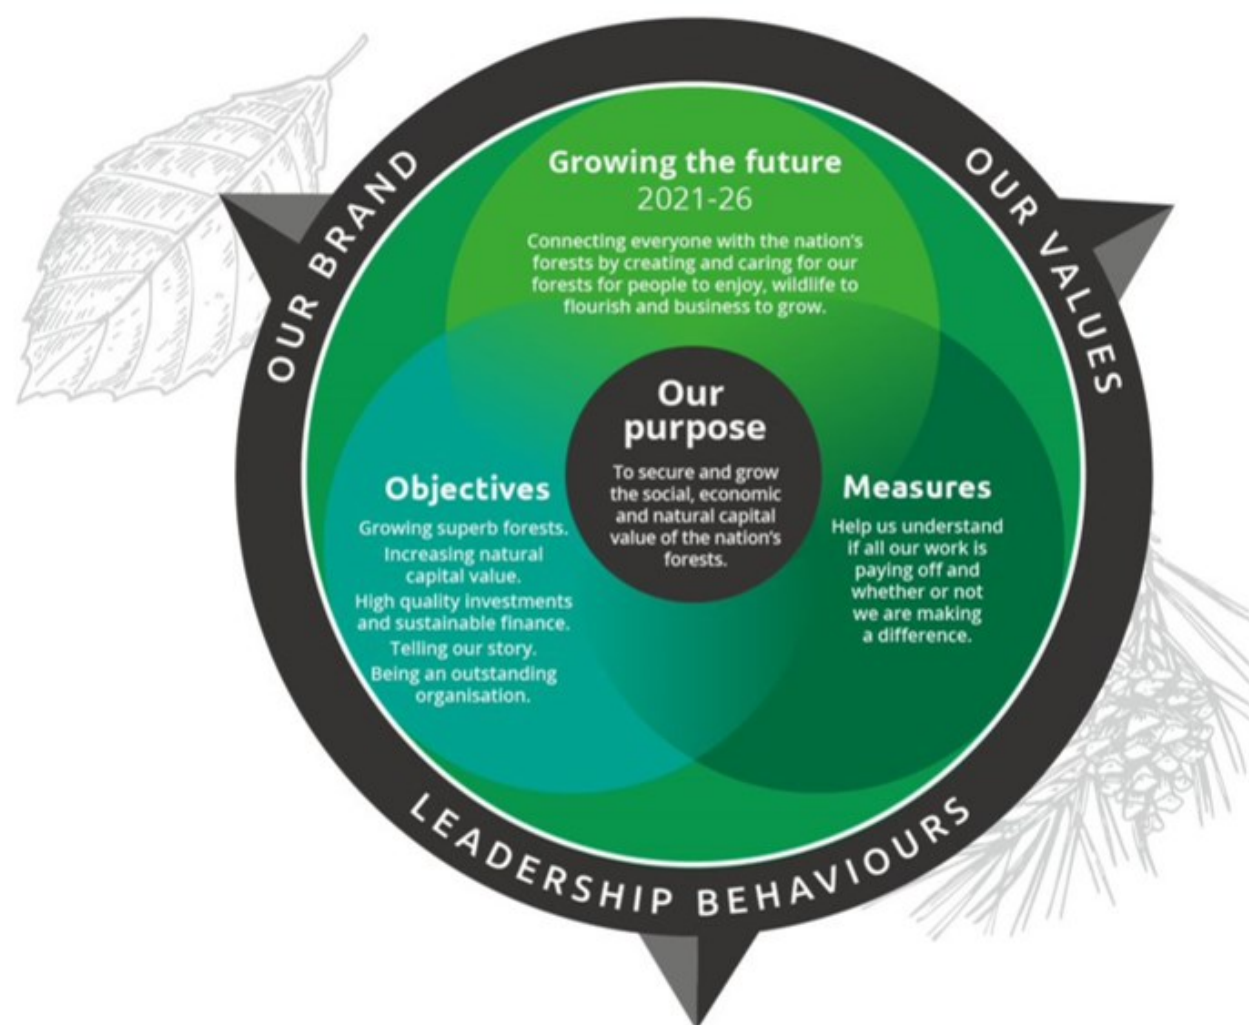 OUR BRAND
OUR VALUES
Growing the future
2021-26
Connecting everyone with the nation's
forests by creating and caring for our
forests for people to enjoy, wildlife to
flourish and business to grow.
Our
purpose
To secure and grow
the social, economic
and natural capital
value of the nation's
forests.
Objectives
Growing superb forests.
Increasing natural
capital value.
High quality investments
and sustainable finance.
Telling our story.
Being an outstanding
organisation.
Measures
Help us understand
if all our work is
paying off and
whether or not
we are making
a difference.
LEADERSHIP BEHAVIOURS